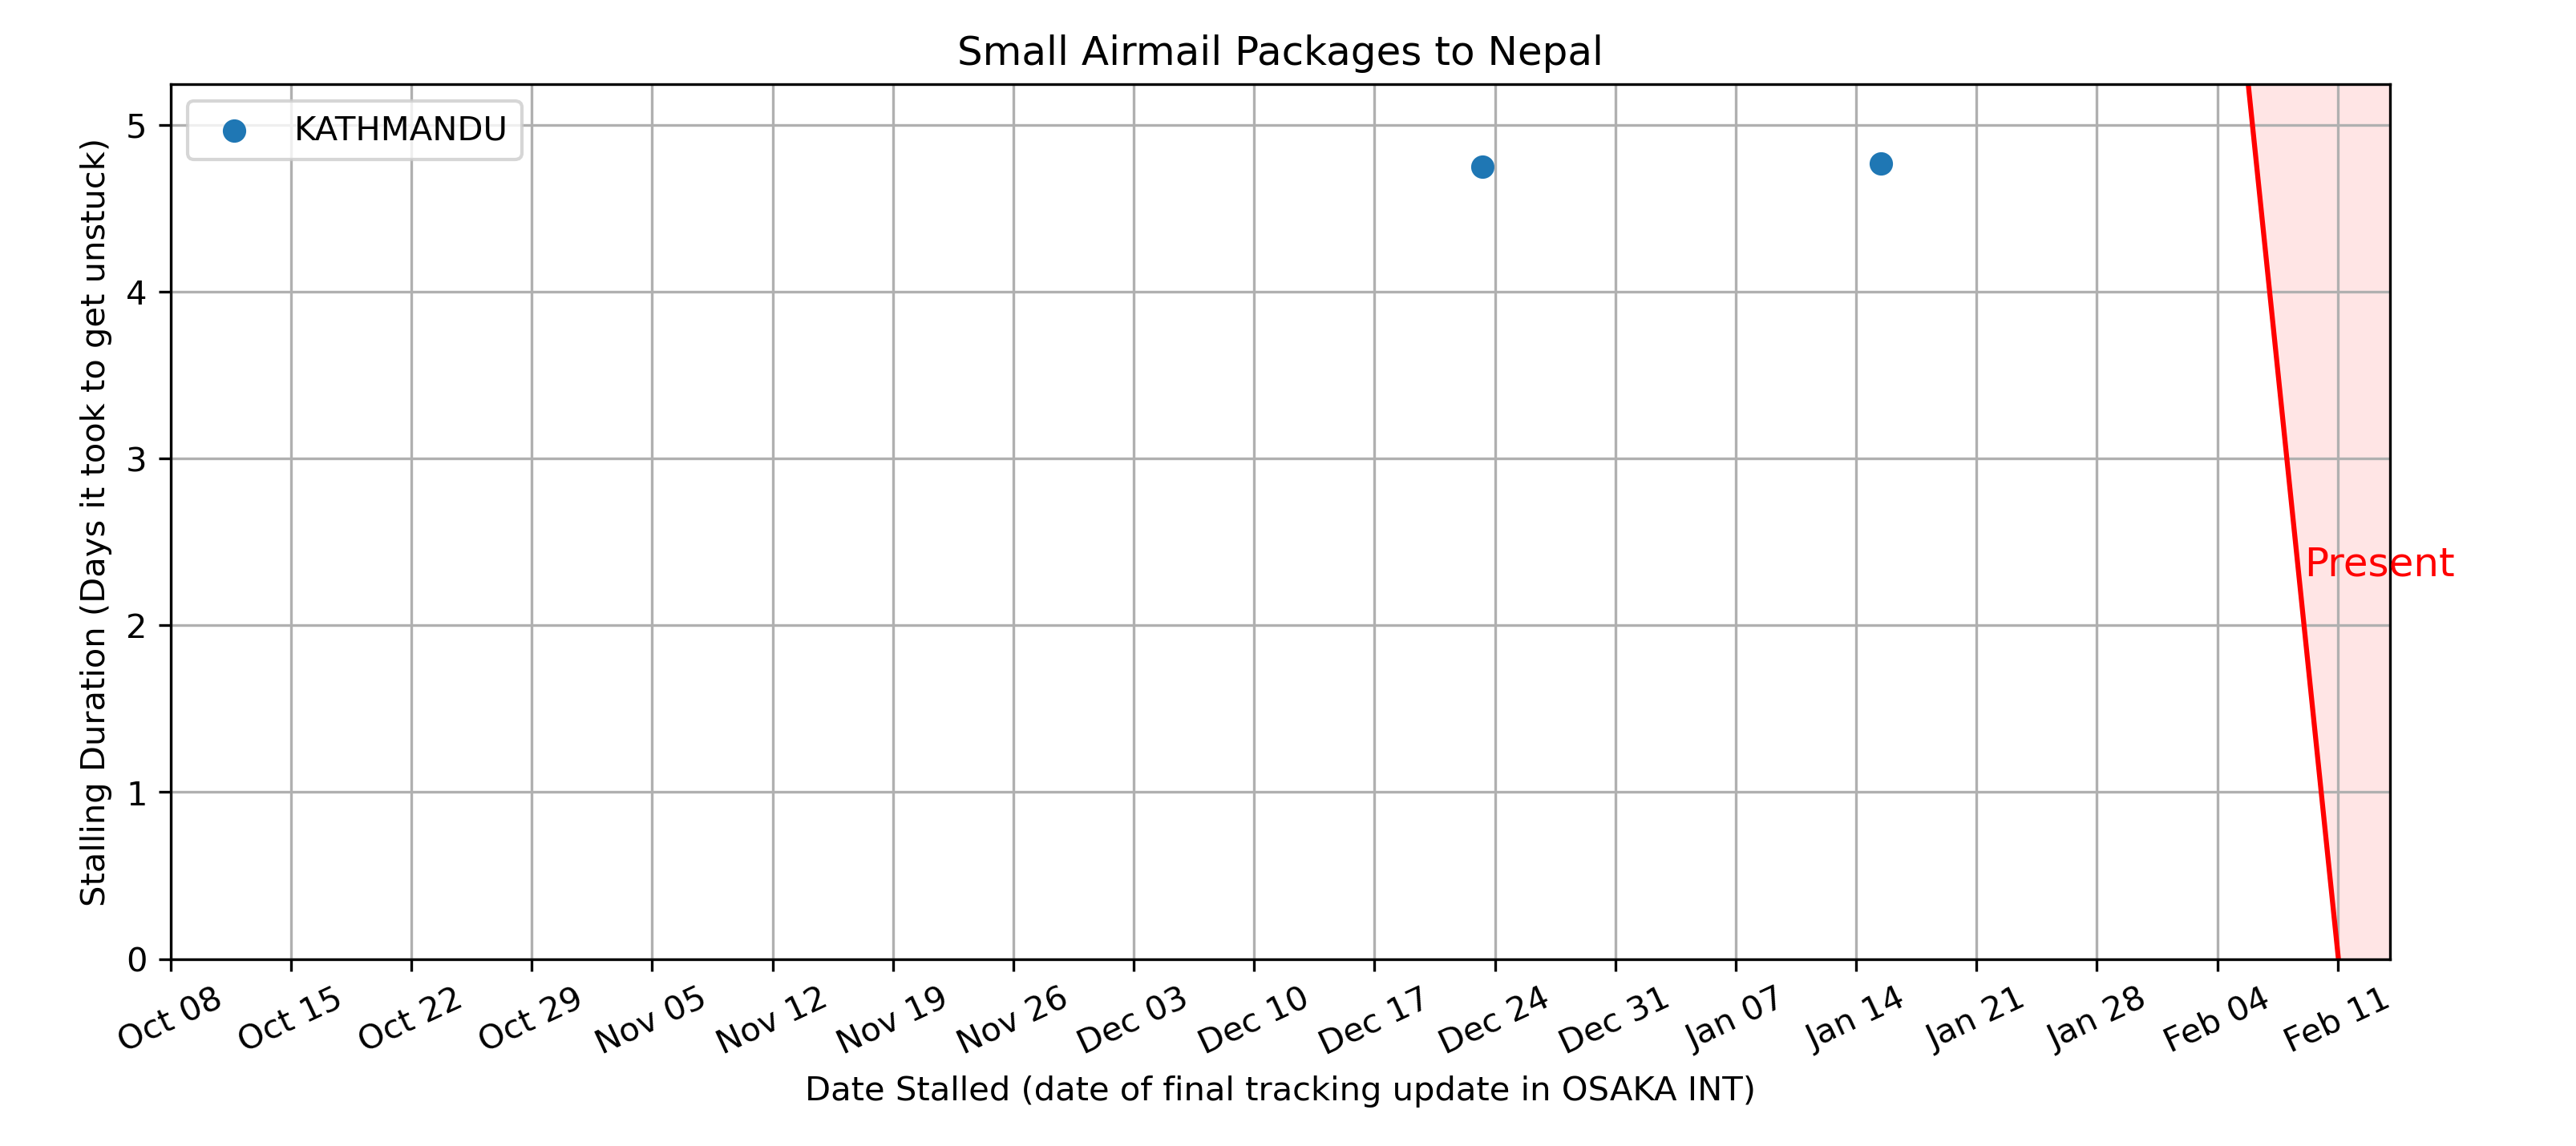 Small Airmail Packages to Nepal
KATHMANDU
Stalling Duration (Days it took to get unstuck)
5
4
3
2
1
0
Present
Oct 08
Oct 15
Oct 22
Oct 29
Nov 05
Nov 12
Nov 19
Nov 26
Dec 03
Dec 10
Dec 17
Dec 24
Dec 31
Jan 07
Jan 14
Jan 21
Jan 28
Feb 04
Feb 11
Date Stalled (date of final tracking update in OSAKA INT)